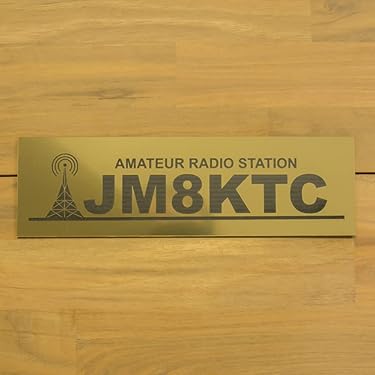 AMATEUR RADIO STATION
JM8KTC